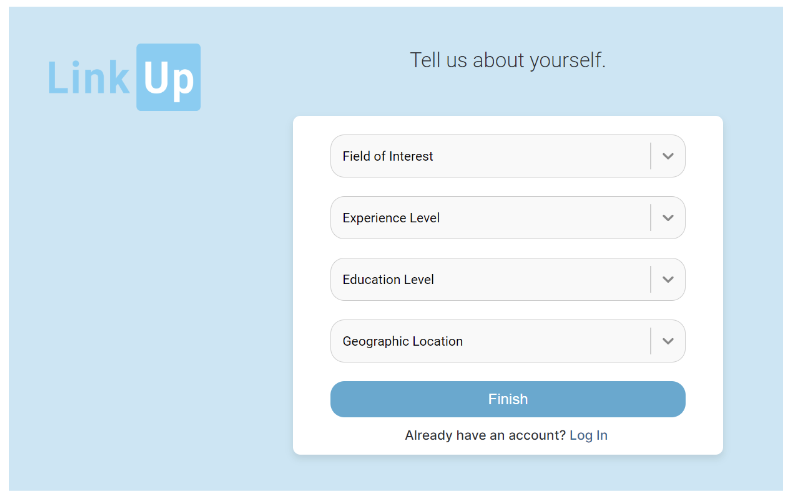 Link Up
Tell us about yourself.
Field of Interest
Experience Level
Education Level
Geographic Location
Finish
Already have an account? Log In